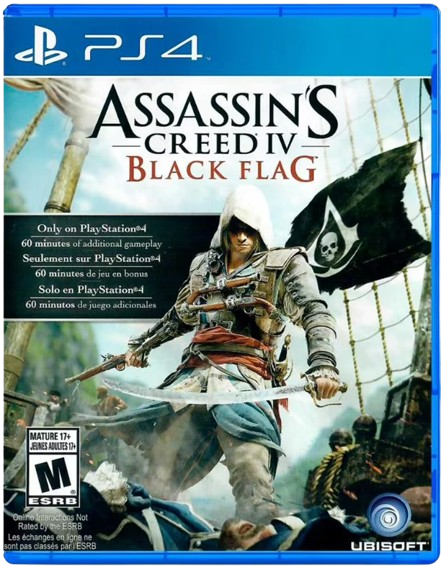 PS4
ASSASSIN'S
CREED IV
BLACK FLAG
Only on PlayStation®4
60 minutes of additional gameplay
Seulement sur PlayStation®4
60 minutes de jeu en bonus
Solo en PlayStation®4
60 minutos de juego adicionales
MATURE 17+
JEUNES ADULTES 17+
M
ESRB
Online Interactions Not
Rated by the ESRB
Les échanges en ligne ne
sont pas classés par l'ESRB
UBISOFT